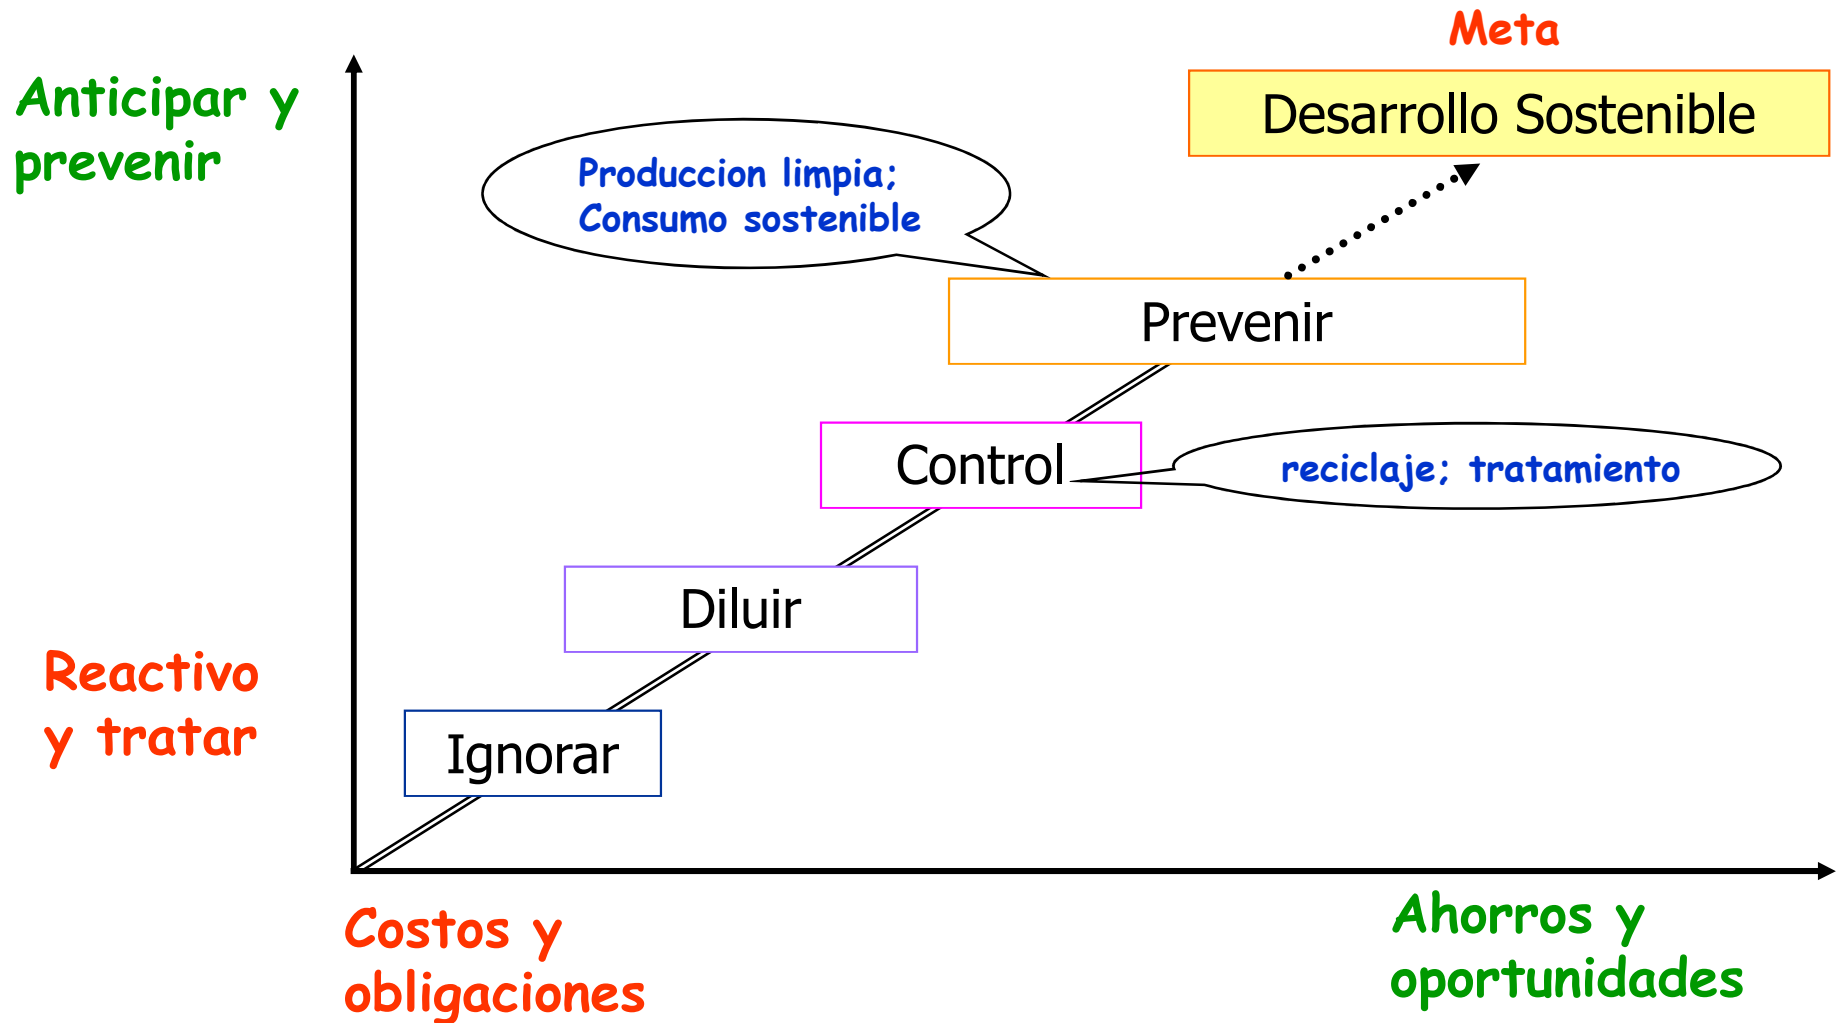 Meta
Desarrollo Sostenible
Anticipar y
prevenir
Produccion limpia;
Consumo sostenible
Prevenir
Control
reciclaje; tratamiento
Diluir
Reactivo
y tratar
Ignorar
Costos y
obligaciones
Ahorros y
oportunidades